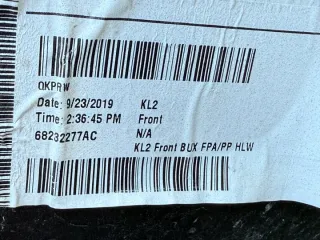 QKPRW
Date: 9/23/2019 KL2
Time: 2:36:45 PM Front
68232277AC N/A
KL2 Front BUX FPA/PP HLW